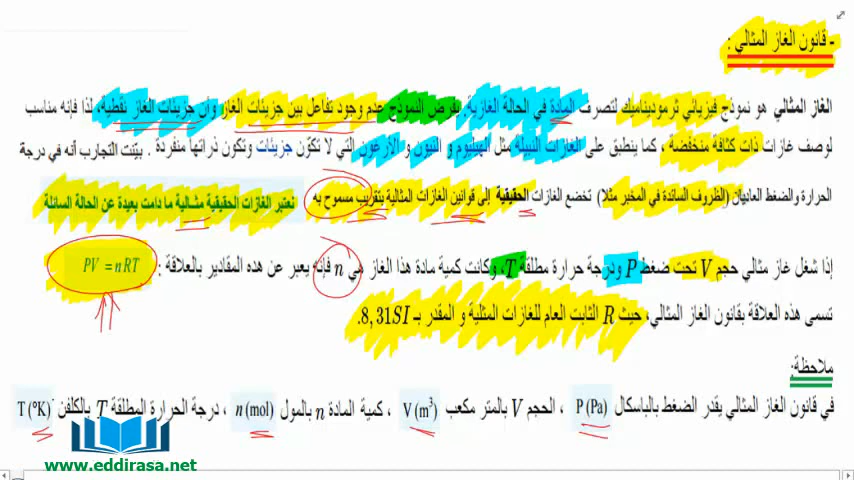 - قانون الغاز المثالي :
الغاز المثالي هو نموذج فيزيائي ترموديناميك لتصرف المادة في الحالة الغازية. يفرض النموذج عدم وجود تفاعل بين جزيئات الغاز وأن جزيئات الغاز نقطية، لذا فإنه مناسب
لوصف غازات ذات كثافة منخفضة ، كما ينطبق على الغازات النبيلة مثل الهيليوم و النيون و الأرغون التي لا تكوّن جزيئات وتكون ذراتها منفردة . بيّنت التجارب أنه في درجة
الحرارة والضغط العاديان (الظروف السائدة في المخبر مثلا) تخضع الغازات الحقيقية إلى قوانين الغازات المثالية بتقريب مسموح به
نعتبر الغازات الحقيقية مثالية ما دامت بعيدة عن الحالة السائلة
إذا شغل غاز مثالي حجم V تحت ضغط P ودرجة حرارة مطلقة T، وكانت كمية مادة هذا الغاز هي n فإنه يعبر عن هذه المقادير بالعلاقة : PV = nRT
تسمى هذه العلاقة بقانون الغاز المثالي، حيث R الثابت العام للغازات المثلية و المقدر بـ 8,31SI.
ملاحظة:
في قانون الغاز المثالي يقدر الضغط بالباسكال P (Pa) ، الحجم V بالمتر مكعب V (m³) ، كمية المادة n بالمول n (mol) ، درجة الحرارة المطلقة T بالكلفن T (°K) .
www.eddirasa.net